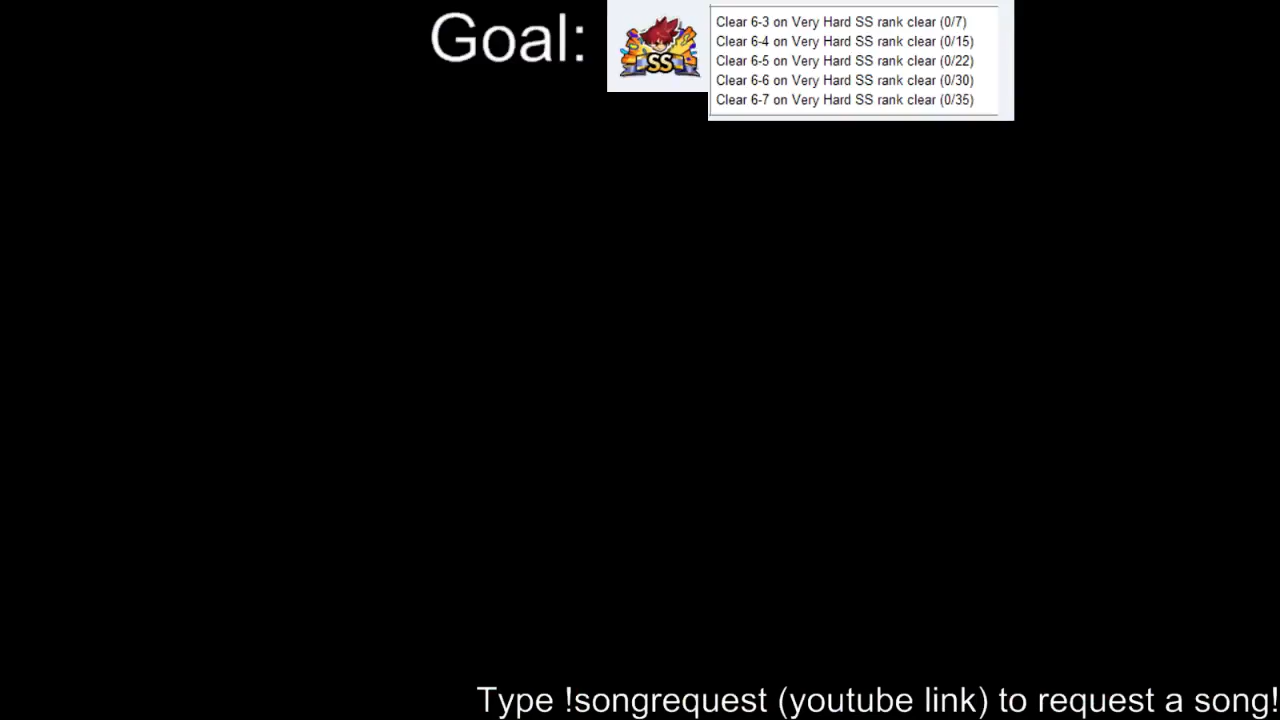 Goal:
SS
Clear 6-3 on Very Hard SS rank clear (0/7)
Clear 6-4 on Very Hard SS rank clear (0/15)
Clear 6-5 on Very Hard SS rank clear (0/22)
Clear 6-6 on Very Hard SS rank clear (0/30)
Clear 6-7 on Very Hard SS rank clear (0/35)
Type !songrequest (youtube link) to request a song!